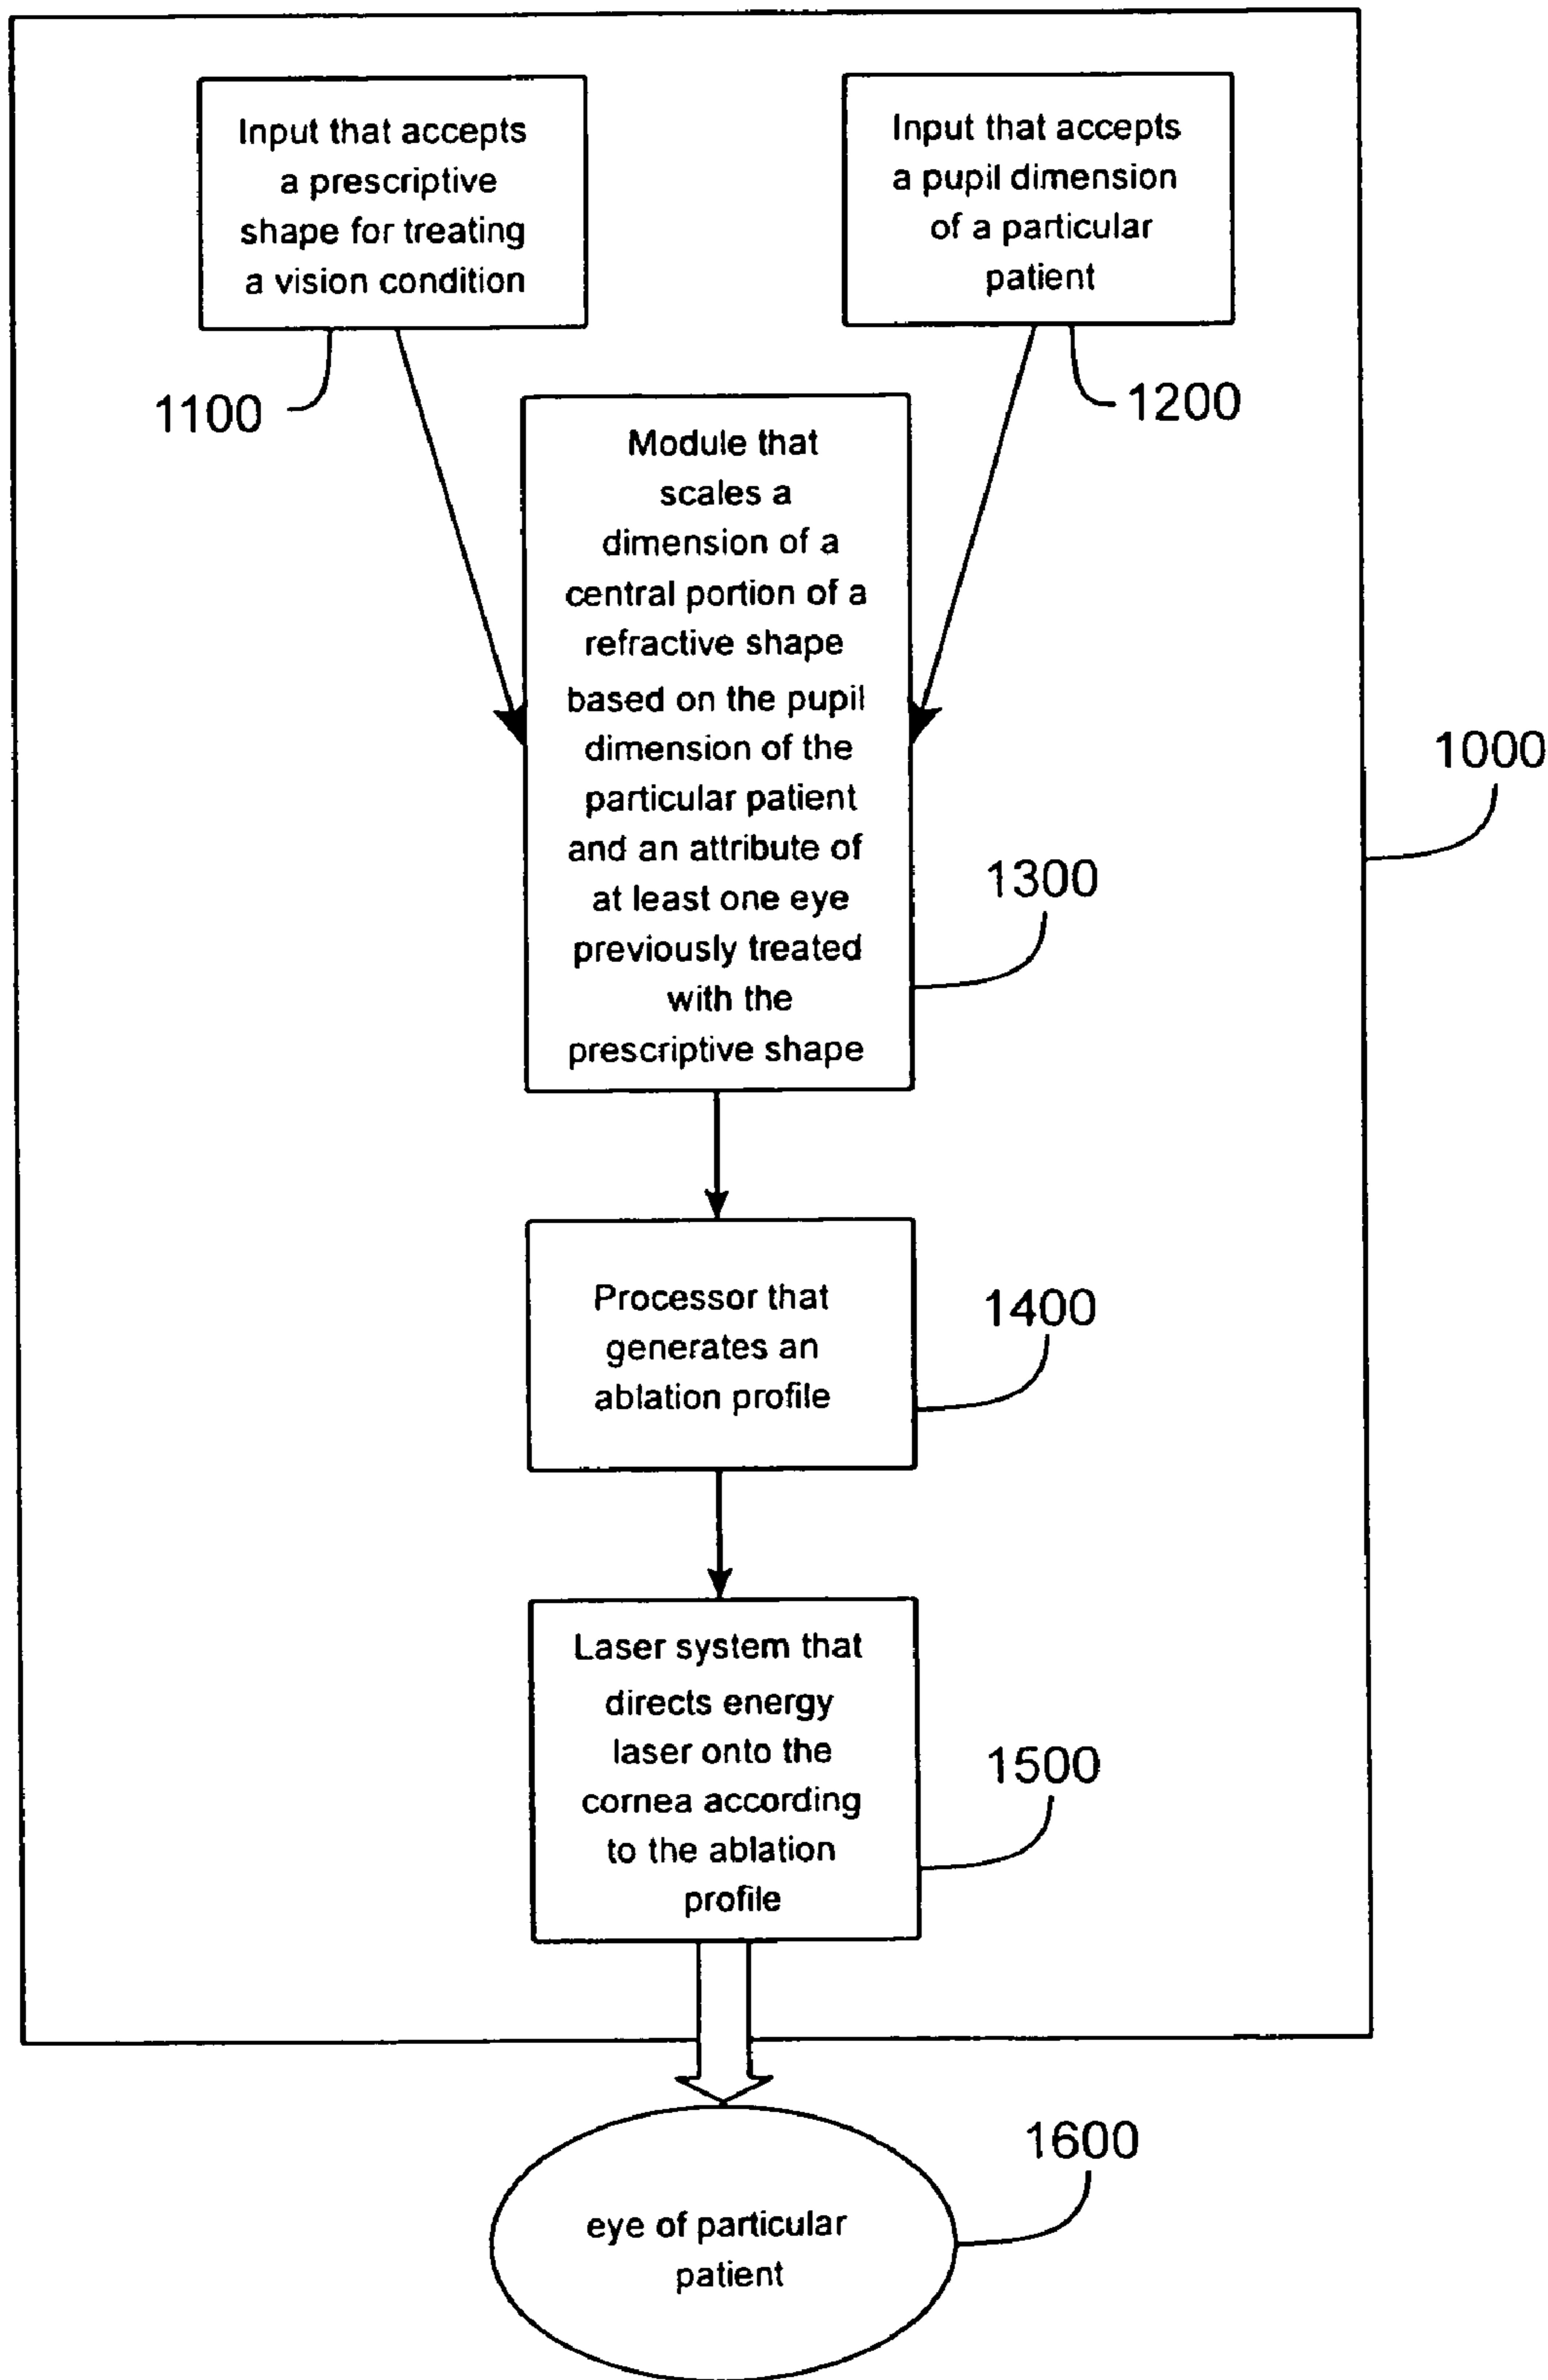 Input that accepts
a prescriptive
shape for treating
a vision condition
Input that accepts
a pupil dimension
of a particular
patient
1100
1200
Module that
scales a
dimension of a
central portion of a
refractive shape
based on the pupil
dimension of the
particular patient
and an attribute of
at least one eye
previously treated
with the
prescriptive shape
1000
1300
Processor that
generates an
ablation profile
1400
Laser system that
directs energy
laser onto the
cornea according
to the ablation
profile
1500
1600
eye of particular
patient